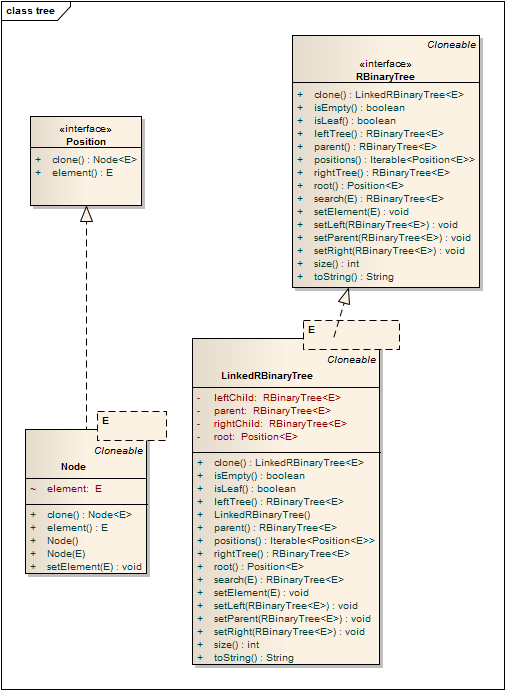 class tree
Cloneable
«interface»
RBinaryTree
+ clone() : LinkedRBinaryTree<E>
+ isEmpty() : boolean
+ isLeaf() : boolean
+ leftTree() : RBinaryTree<E>
+ parent() : RBinaryTree<E>
+ positions() : Iterable<Position<E>>
+ rightTree() : RBinaryTree<E>
+ root() : Position<E>
+ search(E) : RBinaryTree<E>
+ setElement(E) : void
+ setLeft(RBinaryTree<E>) : void
+ setParent(RBinaryTree<E>) : void
+ setRight(RBinaryTree<E>) : void
+ size() : int
+ toString() : String
«interface»
Position
+ clone() : Node<E>
+ element() : E
E
Cloneable
LinkedRBinaryTree
- leftChild: RBinaryTree<E>
- parent: RBinaryTree<E>
- rightChild: RBinaryTree<E>
- root: Position<E>
+ clone() : LinkedRBinaryTree<E>
+ isEmpty() : boolean
+ isLeaf() : boolean
+ leftTree() : RBinaryTree<E>
+ LinkedRBinaryTree()
+ parent() : RBinaryTree<E>
+ positions() : Iterable<Position<E>>
+ rightTree() : RBinaryTree<E>
+ root() : Position<E>
+ search(E) : RBinaryTree<E>
+ setElement(E) : void
+ setLeft(RBinaryTree<E>) : void
+ setParent(RBinaryTree<E>) : void
+ setRight(RBinaryTree<E>) : void
+ size() : int
+ toString() : String
E
Cloneable
Node
~ element: E
+ clone() : Node<E>
+ element() : E
+ Node()
+ Node(E)
+ setElement(E) : void